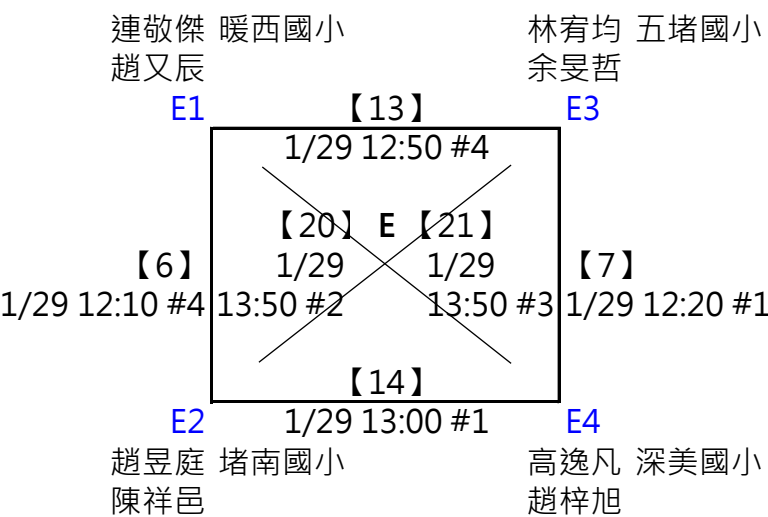 連敬傑 暖西國小
趙又辰
林宥均 五堵國小
余旻哲
E1
【13】
E3
1/29 12:50 #4
【20】 E 【21】
【6】
1/29
1/29
【7】
1/29 12:10 #4
13:50 #2
13:50 #3
1/29 12:20 #1
【14】
E2
1/29 13:00 #1
E4
趙昱庭 堵南國小
陳祥邑
高逸凡 深美國小
趙梓旭